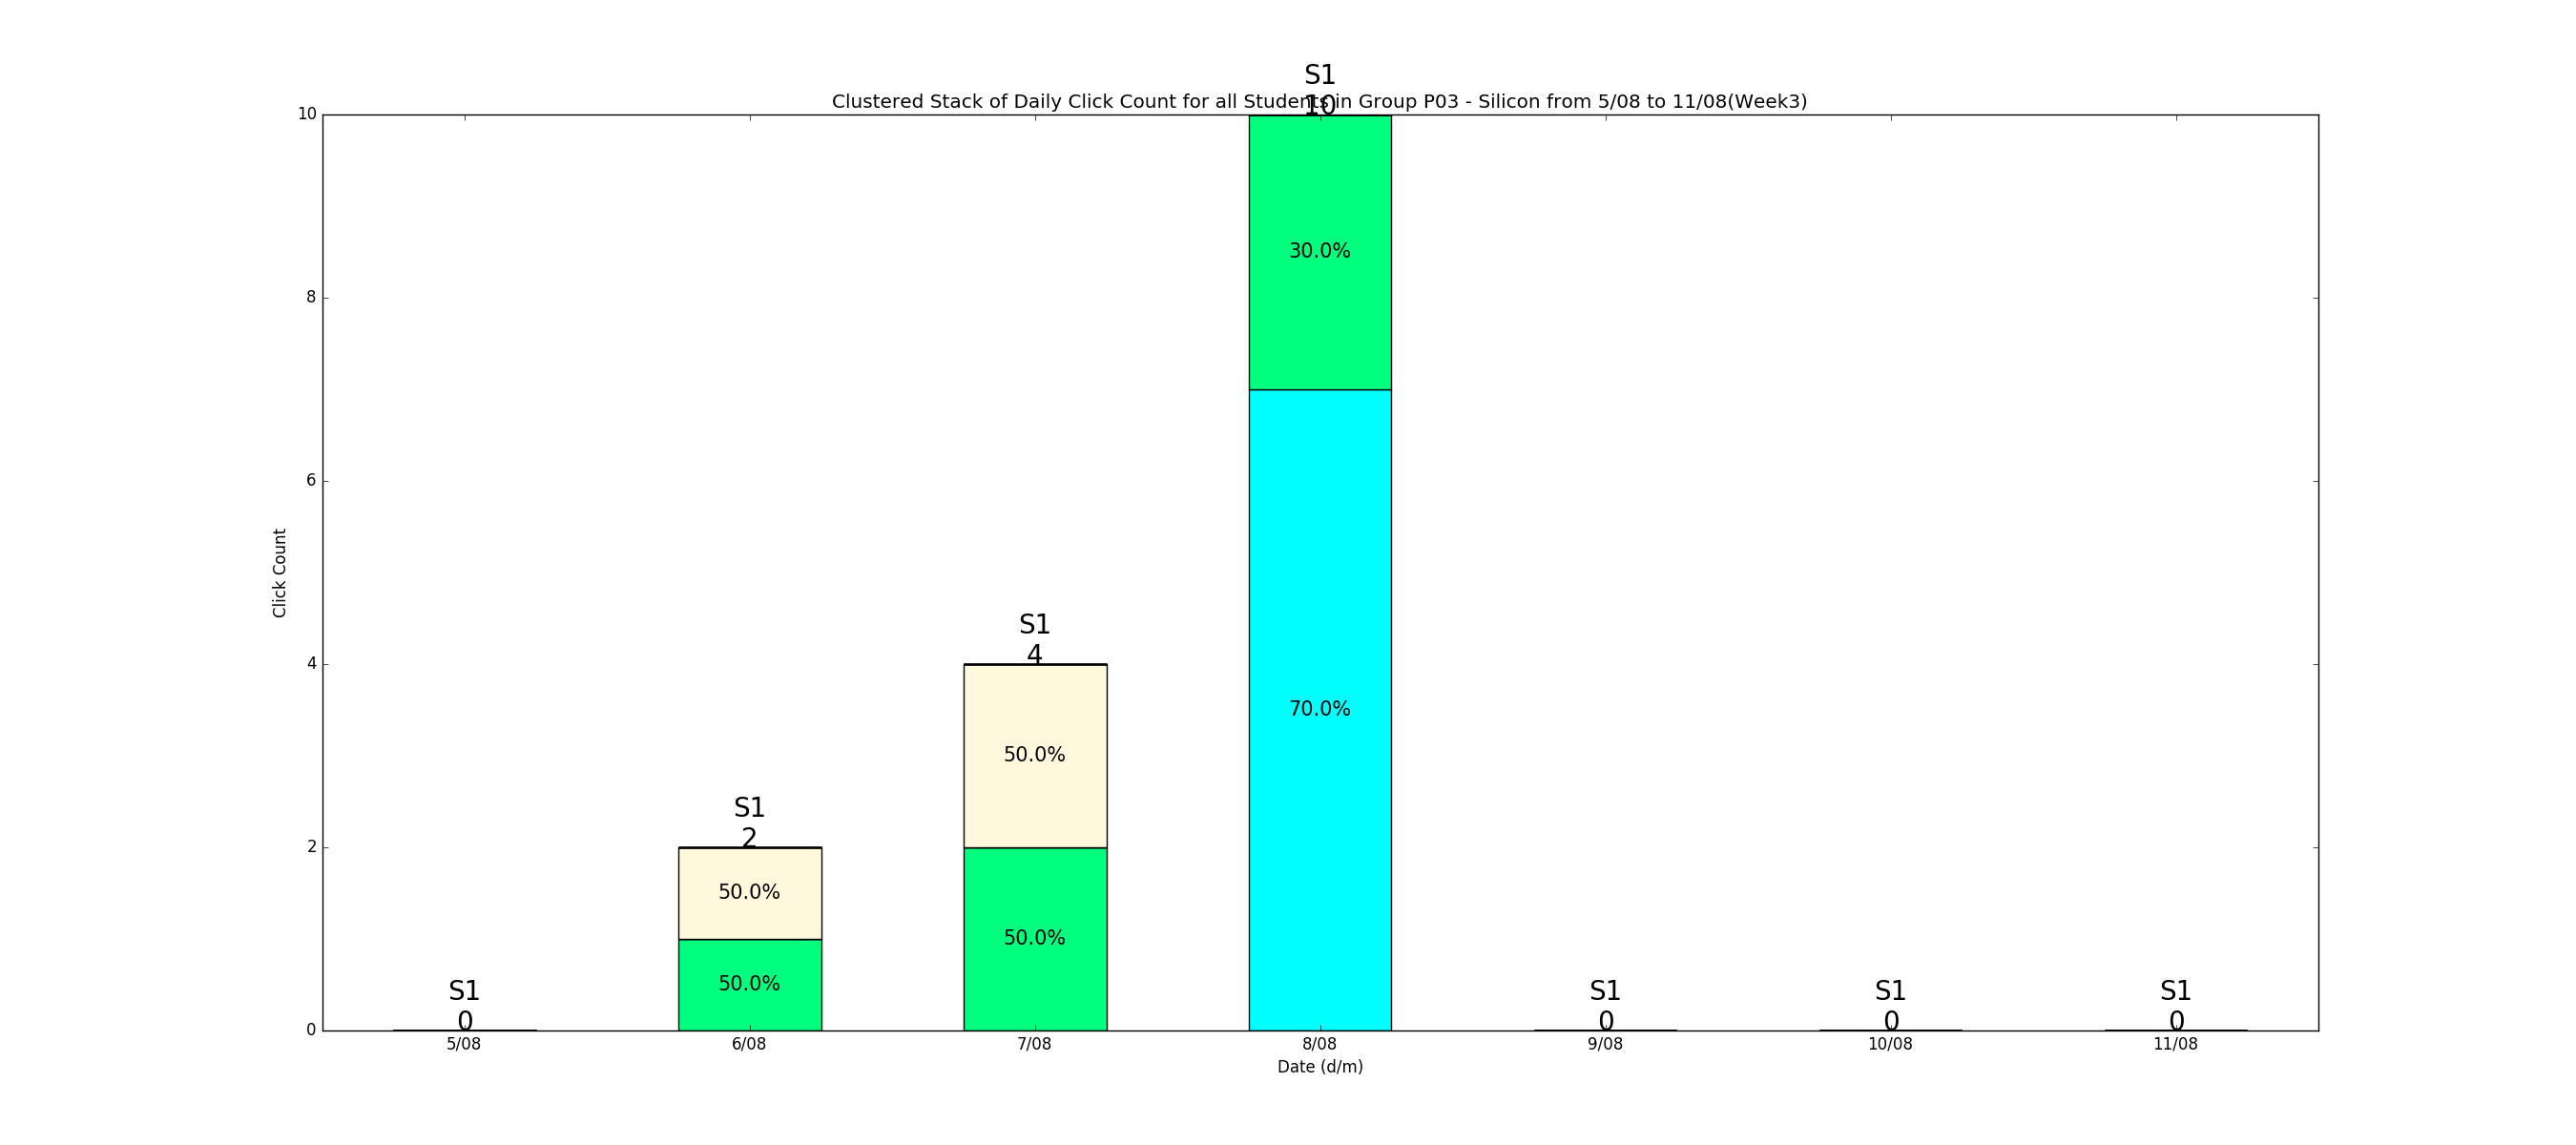 S1
10
Clustered Stack of Daily Click Count for all Students in Group P03 - Silicon from 5/08 to 11/08(Week3)
10
30.0%
8
6
Click Count
S1
4
4
70.0%
50.0%
S1
2
2
50.0%
50.0%
50.0%
S1
0
S1
0
S1
0
S1
0
0
5/08
6/08
7/08
8/08
9/08
10/08
11/08
Date (d/m)